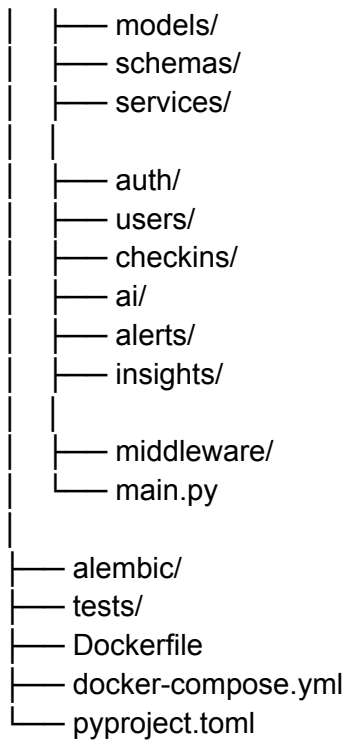 │   ├── models/
│   ├── schemas/
│   ├── services/
│   │
│   ├── auth/
│   ├── users/
│   ├── checkins/
│   ├── ai/
│   ├── alerts/
│   ├── insights/
│   │
│   ├── middleware/
│   └── main.py
│
├── alembic/
├── tests/
├── Dockerfile
├── docker-compose.yml
└── pyproject.toml